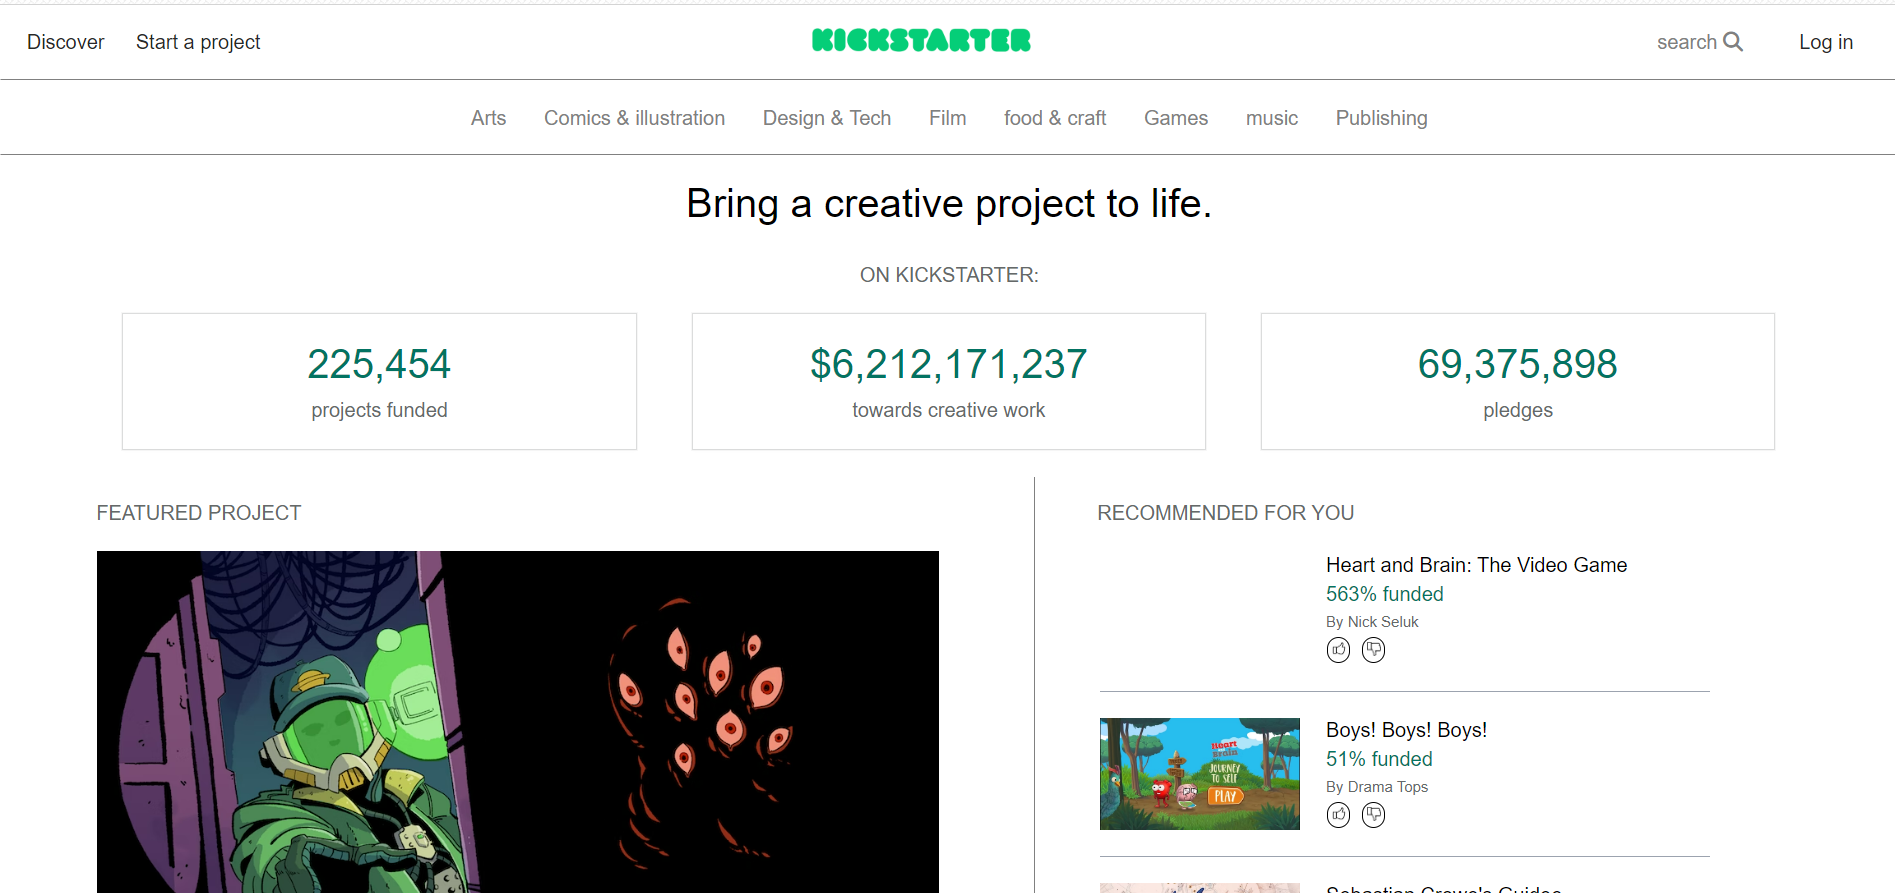 Discover Start a project KICKSTARTER search Log in
Arts Comics & illustration Design & Tech Film food & craft Games music Publishing
Bring a creative project to life.
ON KICKSTARTER:
225,454
projects funded
$6,212,171,237
towards creative work
69,375,898
pledges
FEATURED PROJECT
RECOMMENDED FOR YOU
Heart and Brain: The Video Game
563% funded
By Nick Seluk
Heart
Brain
JOURNEY
TO SELF
PLAY
Boys! Boys! Boys!
51% funded
By Drama Tops
Sebastian Crowe's Guides